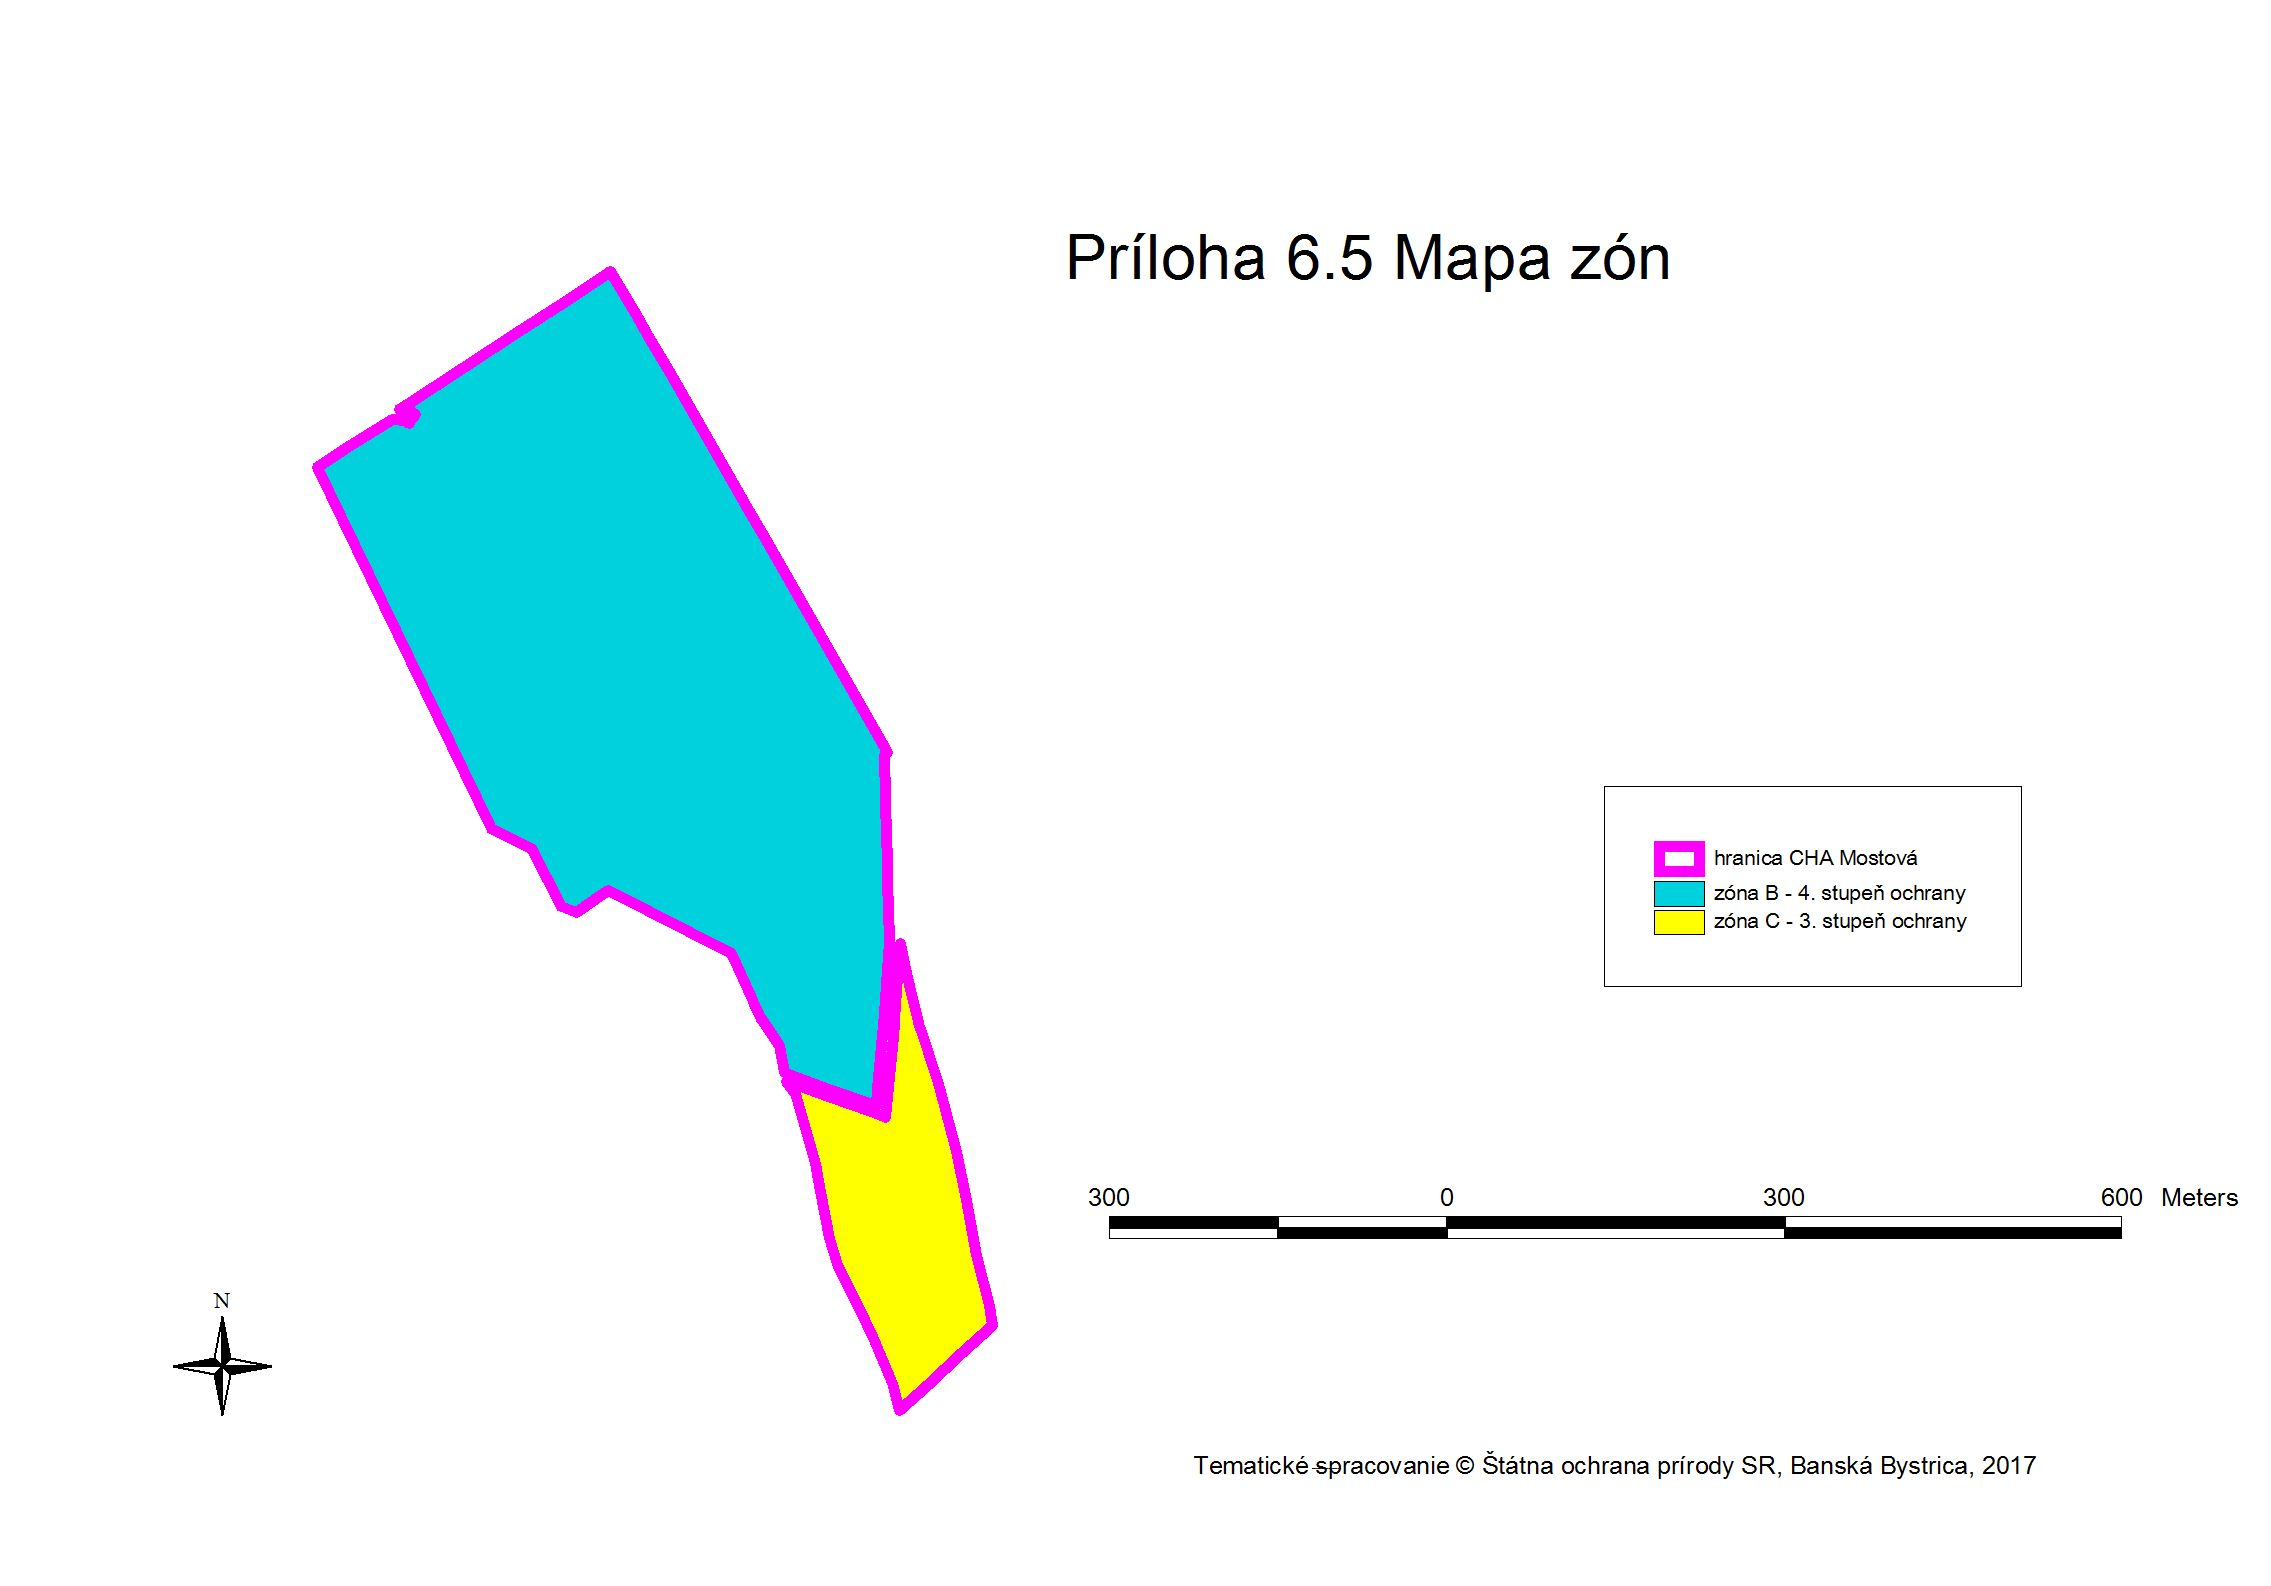 Príloha 6.5 Mapa zón
hranica CHA Mostová
zóna B - 4. stupeň ochrany
zóna C - 3. stupeň ochrany
300 0 300 600 Meters
N
Tematické spracovanie © Štátna ochrana prírody SR, Banská Bystrica, 2017